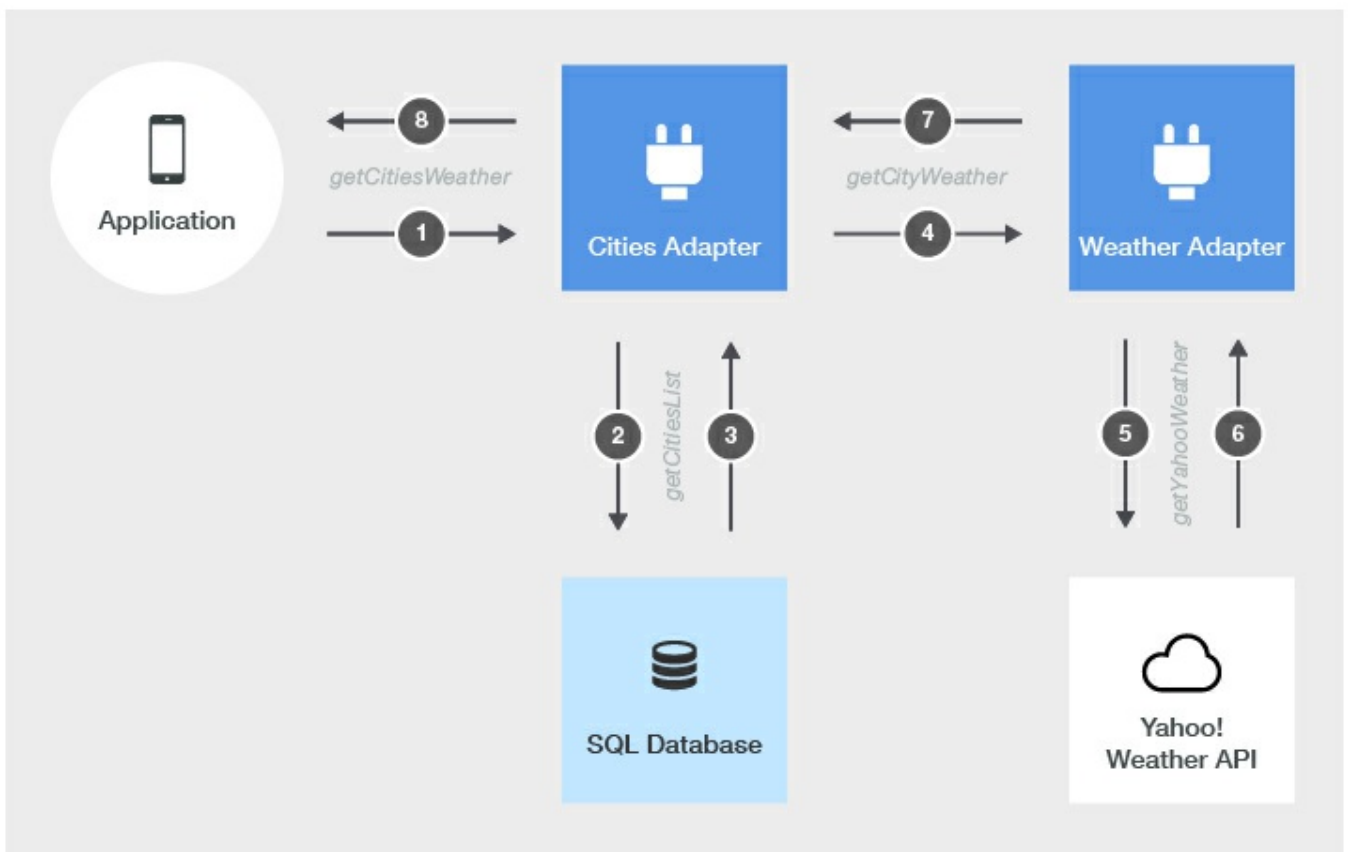 8
7
getCitiesWeather
getCityWeather
Application
1
Cities Adapter
4
Weather Adapter
2
getCitiesList
3
5
getYahooWeather
6
SQL Database
Yahoo!
Weather API